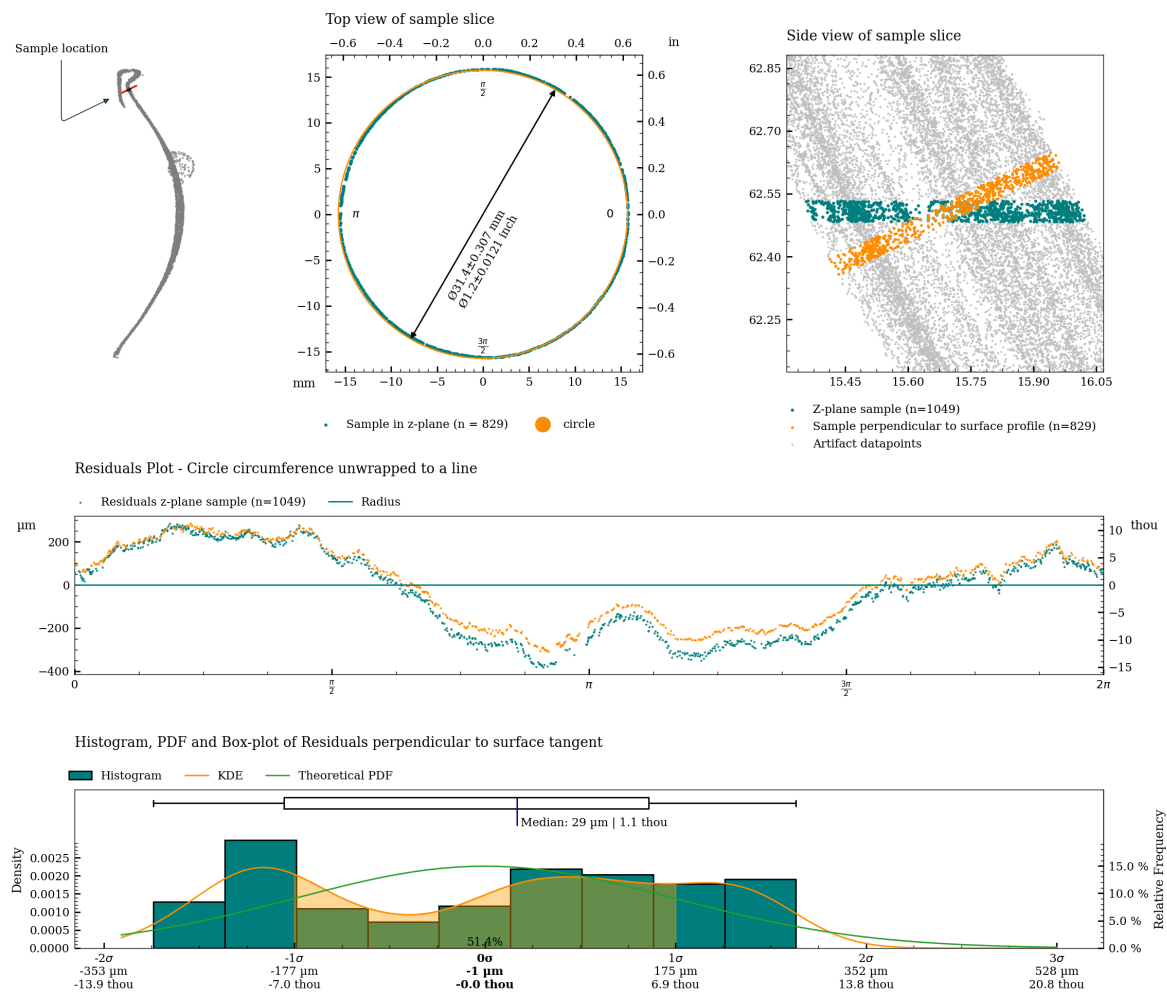 Sample location
Top view of sample slice
−0.6 −0.4 −0.2 0.0 0.2 0.4 0.6 in
15
10
5
0
−5
−10
−15
0.6
0.4
0.2
0.0
−0.2
−0.4
−0.6
π/2
π
0
3π/2
Ø31.4±0.307 mm
Ø1.2±0.0121 inch
mm −15 −10 −5 0 5 10 15
Sample in z-plane (n = 829) circle
Side view of sample slice
62.85
62.70
62.55
62.40
62.25
15.45 15.60 15.75 15.90 16.05
Z-plane sample (n=1049)
Sample perpendicular to surface profile (n=829)
Artifact datapoints
Residuals Plot - Circle circumference unwrapped to a line
Residuals z-plane sample (n=1049) Radius
µm
200
0
−200
−400
thou
10
5
0
−5
−10
−15
0 π/2 π 3π/2 2π
Histogram, PDF and Box-plot of Residuals perpendicular to surface tangent
Histogram KDE Theoretical PDF
Median: 29 µm | 1.1 thou
Density
0.0025
0.0020
0.0015
0.0010
0.0005
0.0000
Relative Frequency
15.0 %
10.0 %
5.0 %
0.0 %
51.4%
-2σ -1σ 0σ 1σ 2σ 3σ
-353 µm -177 µm -1 µm 175 µm 352 µm 528 µm
-13.9 thou -7.0 thou -0.0 thou 6.9 thou 13.8 thou 20.8 thou